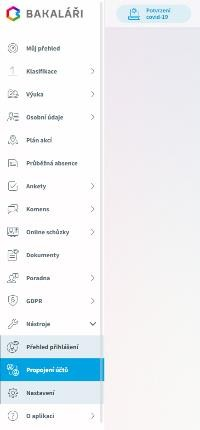 BAKALÁŘI
Potvrzení
covid-19
Můj přehled
Klasifikace
Výuka
Osobní údaje
Plán akcí
Průběžná absence
Ankety
Komens
Online schůzky
Dokumenty
Poradna
GDPR
Nástroje
Přehled přihlášení
Propojení účtů
Nastavení
O aplikaci